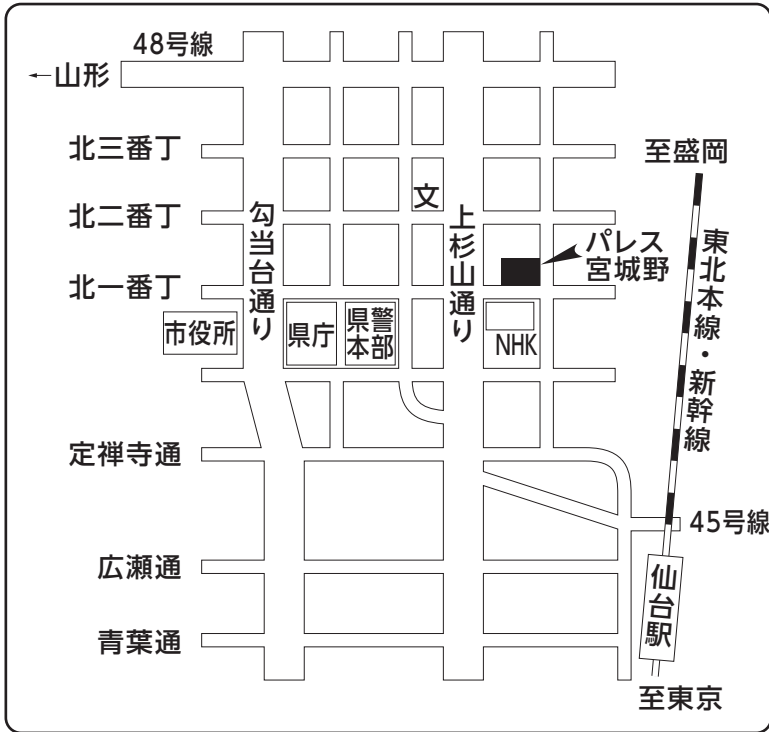 48号線
←山形
北三番丁
至盛岡
文
北二番丁
勾当台通り
上杉山通り
パレス
宮城野
東北本線・新幹線
北一番丁
市役所
県庁
県警
本部
NHK
定禅寺通
45号線
広瀬通
仙台駅
青葉通
至東京